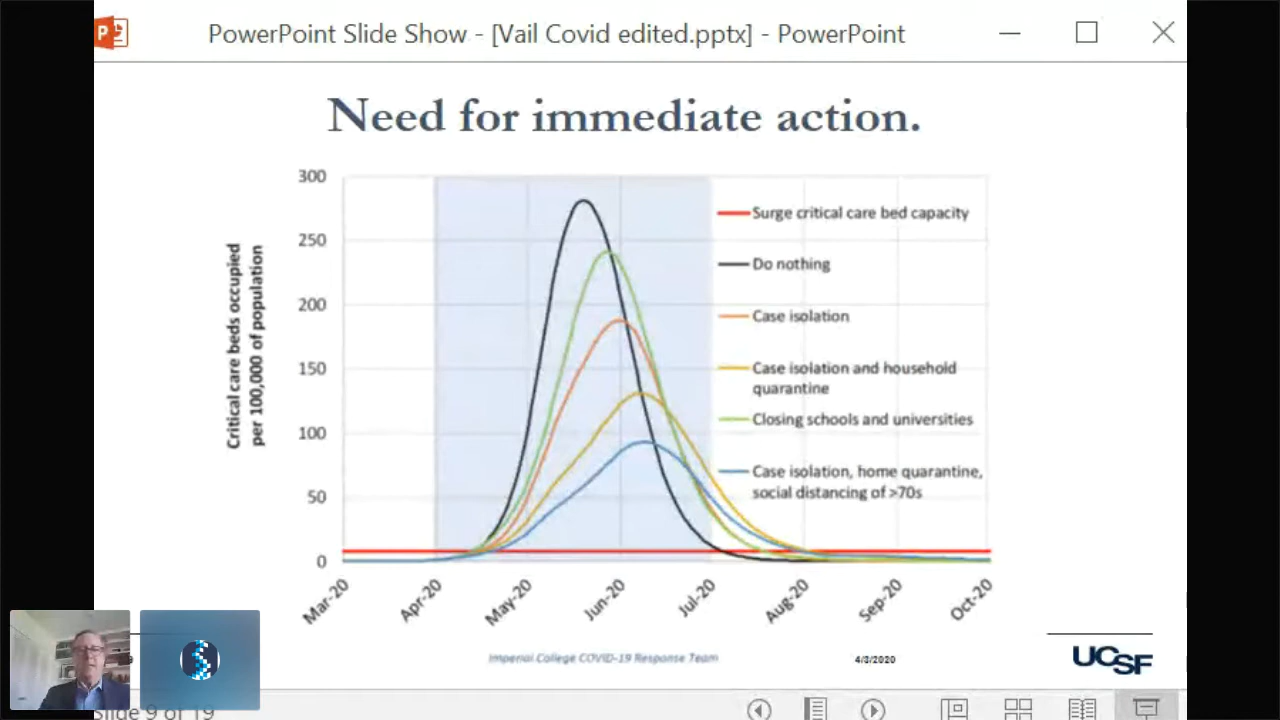 PowerPoint Slide Show - [Vail Covid edited.pptx] - PowerPoint
Need for immediate action.
Critical care beds occupied
per 100,000 of population
300
250
200
150
100
50
0
Mar-20
Apr-20
May-20
Jun-20
Jul-20
Aug-20
Sep-20
Oct-20
Surge critical care bed capacity
Do nothing
Case isolation
Case isolation and household
quarantine
Closing schools and universities
Case isolation, home quarantine,
social distancing of >70s
Imperial College COVID-19 Response Team
4/3/2020
UCSF
Slide 9 of 19